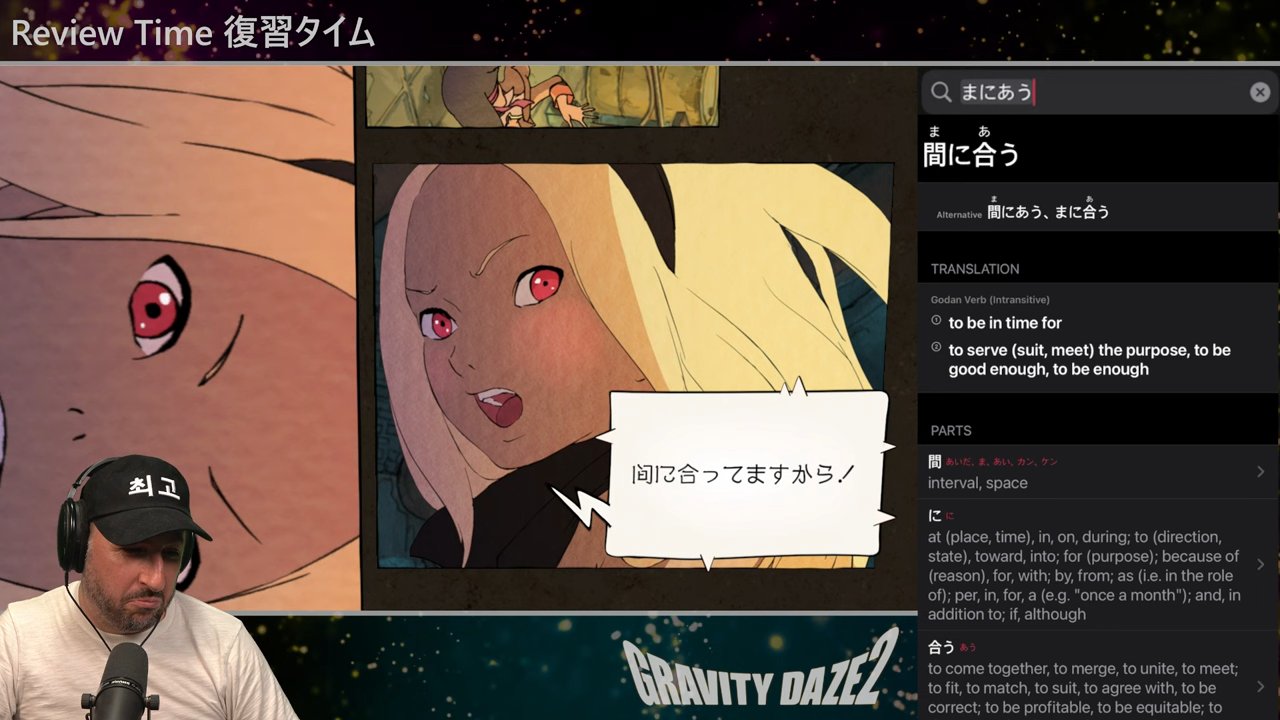 Review Time 復習タイム
まにあう
ま あ
間に合う
ま あ
Alternative 間にあう、まに合う
TRANSLATION
Godan Verb (Intransitive)
① to be in time for
② to serve (suit, meet) the purpose, to be
good enough, to be enough
PARTS
間 あいだ、ま、あい、カン、ケン
interval, space
に に
at (place, time), in, on, during; to (direction,
state), toward, into; for (purpose); because of
(reason), for, with; by, from; as (i.e. in the role
of); per, in, for, a (e.g. "once a month"); and, in
addition to; if, although
合う あう
to come together, to merge, to unite, to meet;
to fit, to match, to suit, to agree with, to be
correct; to be profitable, to be equitable; to
間に合ってますから！
최고
GRAVITY DAZE 2